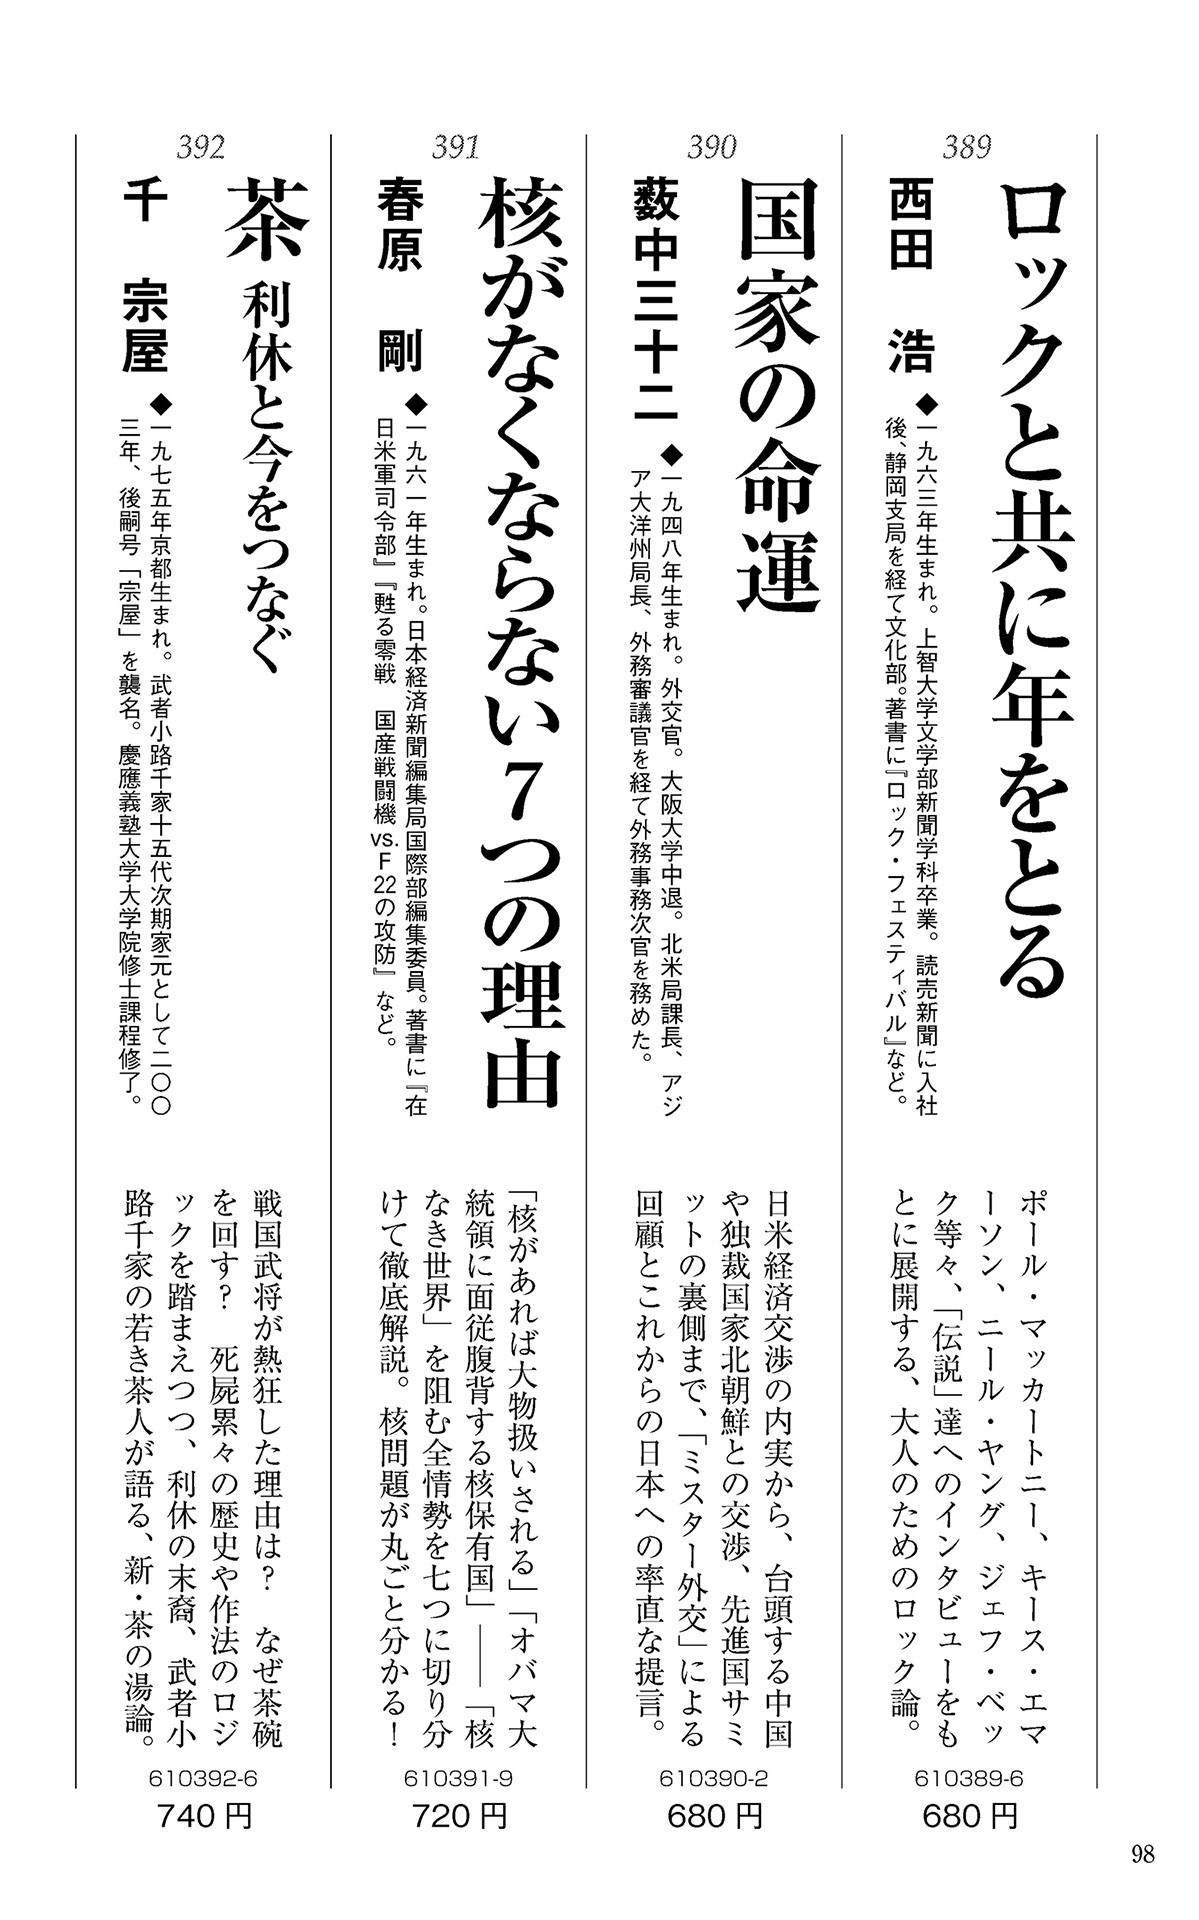 389
ロックと共に年をとる
西田 浩
◆一九六三年生まれ。上智大学文学部新聞学科卒業。読売新聞に入社
後、静岡支局を経て文化部。著書に『ロック・フェスティバル』など。
ポール・マッカートニー、キース・エマ
ーソン、ニール・ヤング、ジェフ・ベッ
ク等々、「伝説」達へのインタビューをも
とに展開する、大人のためのロック論。
610389-6
680円
390
国家の命運
薮中三十二
◆一九四八年生まれ。外交官。大阪大学中退。北米局課長、アジ
ア大洋州局長、外務審議官を経て外務事務次官を務めた。
日米経済交渉の内実から、台頭する中国
や独裁国家北朝鮮との交渉、先進国サミ
ットの裏側まで、「ミスター外交」による
回顧とこれからの日本への率直な提言。
610390-2
680円
391
核がなくならない7つの理由
春原 剛
◆一九六一年生まれ。日本経済新聞編集局国際部編集委員。著書に『在
日米軍司令部』『甦る零戦 国産戦闘機vs.F22の攻防』など。
「核があれば大物扱いされる」「オバマ大
統領に面従腹背する核保有国」――「核
なき世界」を阻む全情勢を七つに切り分
けて徹底解説。核問題が丸ごと分かる！
610391-9
720円
392
茶 利休と今をつなぐ
千 宗屋
◆一九七五年京都生まれ。武者小路千家十五代次期家元として二〇〇
三年、後嗣号「宗屋」を襲名。慶應義塾大学大学院修士課程修了。
戦国武将が熱狂した理由は？ なぜ茶碗
を回す？ 死屍累々の歴史や作法のロジ
ックを踏まえつつ、利休の末裔、武者小
路千家の若き茶人が語る、新・茶の湯論。
610392-6
740円
98